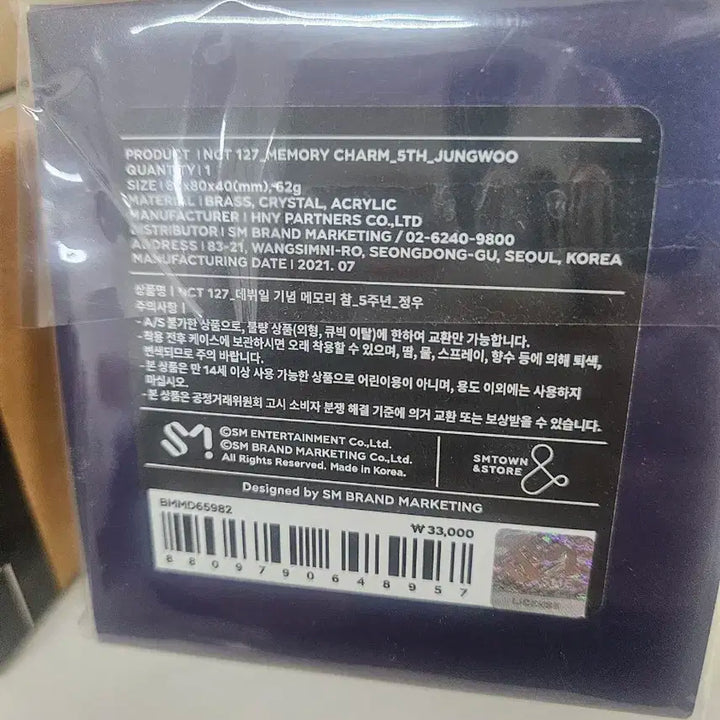 PRODUCT | NCT 127_MEMORY CHARM_5TH_JUNGWOO
QUANTITY | 1
SIZE | 80x80x40(mm), 62g
MATERIAL | BRASS, CRYSTAL, ACRYLIC
MANUFACTURER | HNY PARTNERS CO.,LTD
DISTRIBUTOR | SM BRAND MARKETING / 02-6240-9800
ADDRESS | 83-21, WANGSIMNI-RO, SEONGDONG-GU, SEOUL, KOREA
MANUFACTURING DATE | 2021. 07
상품명 | NCT 127_데뷔일 기념 메모리 참_5주년_정우
주의사항 |
- A/S 불가한 상품으로, 불량 상품(외형, 큐빅 이탈)에 한하여 교환만 가능합니다.
- 착용 전후 케이스에 보관하시면 오래 착용할 수 있으며, 땀, 물, 스프레이, 향수 등에 의해 퇴색,
변색되므로 주의 바랍니다.
- 본 상품은 만 14세 이상 사용 가능한 상품으로 어린이용이 아니며, 용도 이외에는 사용하지
마십시오.
- 본 상품은 공정거래위원회 고시 소비자 분쟁 해결 기준에 의거 교환 또는 보상받을 수 있습니다.
SM!
©SM ENTERTAINMENT Co.,Ltd.
©SM BRAND MARKETING Co.,Ltd.
All Rights Reserved. Made in Korea.
SMTOWN
&STORE
&
Designed by SM BRAND MARKETING
BMMD65982
₩33,000
8809790648957
LICENSE